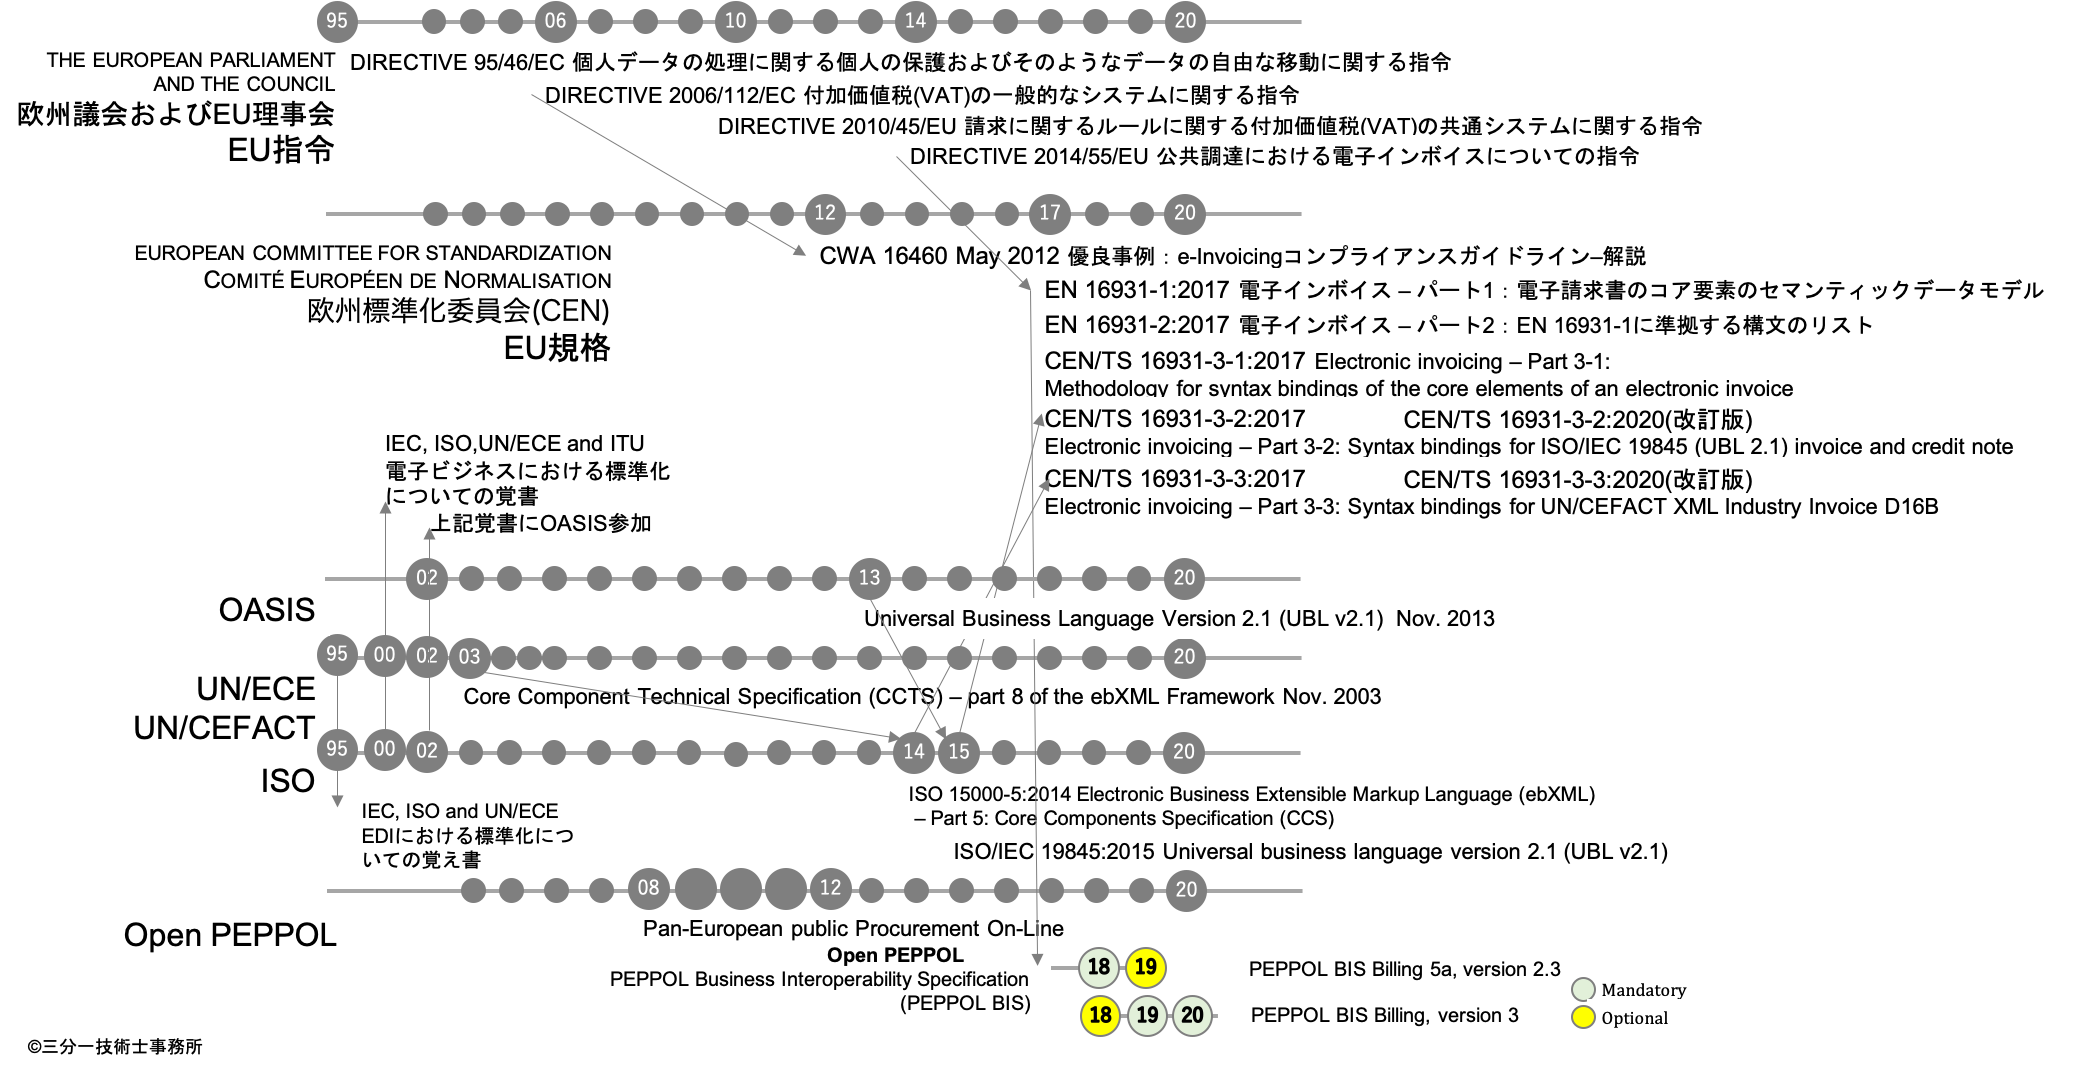 95 06 10 14 20
THE EUROPEAN PARLIAMENT
AND THE COUNCIL
欧州議会およびEU理事会
EU指令
DIRECTIVE 95/46/EC 個人データの処理に関する個人の保護およびそのようなデータの自由な移動に関する指令
DIRECTIVE 2006/112/EC 付加価値税(VAT)の一般的なシステムに関する指令
DIRECTIVE 2010/45/EU 請求に関するルールに関する付加価値税(VAT)の共通システムに関する指令
DIRECTIVE 2014/55/EU 公共調達における電子インボイスについての指令
12 17 20
EUROPEAN COMMITTEE FOR STANDARDIZATION
COMITÉ EUROPÉEN DE NORMALISATION
欧州標準化委員会(CEN)
EU規格
CWA 16460 May 2012 優良事例：e-Invoicingコンプライアンスガイドライン–解説
EN 16931-1:2017 電子インボイス – パート1：電子請求書のコア要素のセマンティックデータモデル
EN 16931-2:2017 電子インボイス – パート2：EN 16931-1に準拠する構文のリスト
CEN/TS 16931-3-1:2017 Electronic invoicing – Part 3-1:
Methodology for syntax bindings of the core elements of an electronic invoice
CEN/TS 16931-3-2:2017 CEN/TS 16931-3-2:2020(改訂版)
Electronic invoicing – Part 3-2: Syntax bindings for ISO/IEC 19845 (UBL 2.1) invoice and credit note
CEN/TS 16931-3-3:2017 CEN/TS 16931-3-3:2020(改訂版)
Electronic invoicing – Part 3-3: Syntax bindings for UN/CEFACT XML Industry Invoice D16B
IEC, ISO,UN/ECE and ITU
電子ビジネスにおける標準化
についての覚書
上記覚書にOASIS参加
02 13 20
OASIS
Universal Business Language Version 2.1 (UBL v2.1) Nov. 2013
95 00 02 03 20
UN/ECE
UN/CEFACT
Core Component Technical Specification (CCTS) – part 8 of the ebXML Framework Nov. 2003
95 00 02 14 15 20
ISO
ISO 15000-5:2014 Electronic Business Extensible Markup Language (ebXML)
– Part 5: Core Components Specification (CCS)
ISO/IEC 19845:2015 Universal business language version 2.1 (UBL v2.1)
IEC, ISO and UN/ECE
EDIにおける標準化につ
いての覚え書
08 12 20
Open PEPPOL
Pan-European public Procurement On-Line
Open PEPPOL
PEPPOL Business Interoperability Specification
(PEPPOL BIS)
18 19 PEPPOL BIS Billing 5a, version 2.3
18 19 20 PEPPOL BIS Billing, version 3
Mandatory
Optional
©三分一技術士事務所